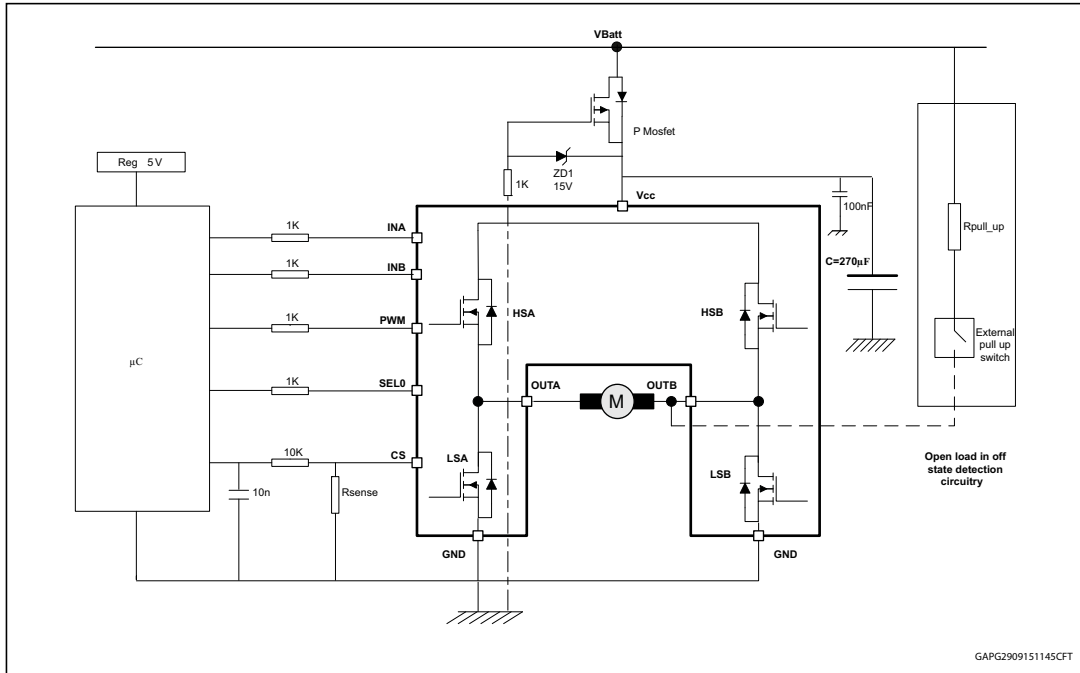 VBatt
P Mosfet
Reg 5V
1K
ZD1
15V
Vcc
100nF
Rpull_up
C=270µF
1K
INA
1K
INB
HSA
HSB
1K
PWM
External
pull up
switch
µC
1K
SEL0
OUTA
M
OUTB
10K
CS
LSA
LSB
Open load in off
state detection
circuitry
10n
Rsense
GND
GND
GAPG2909151145CFT